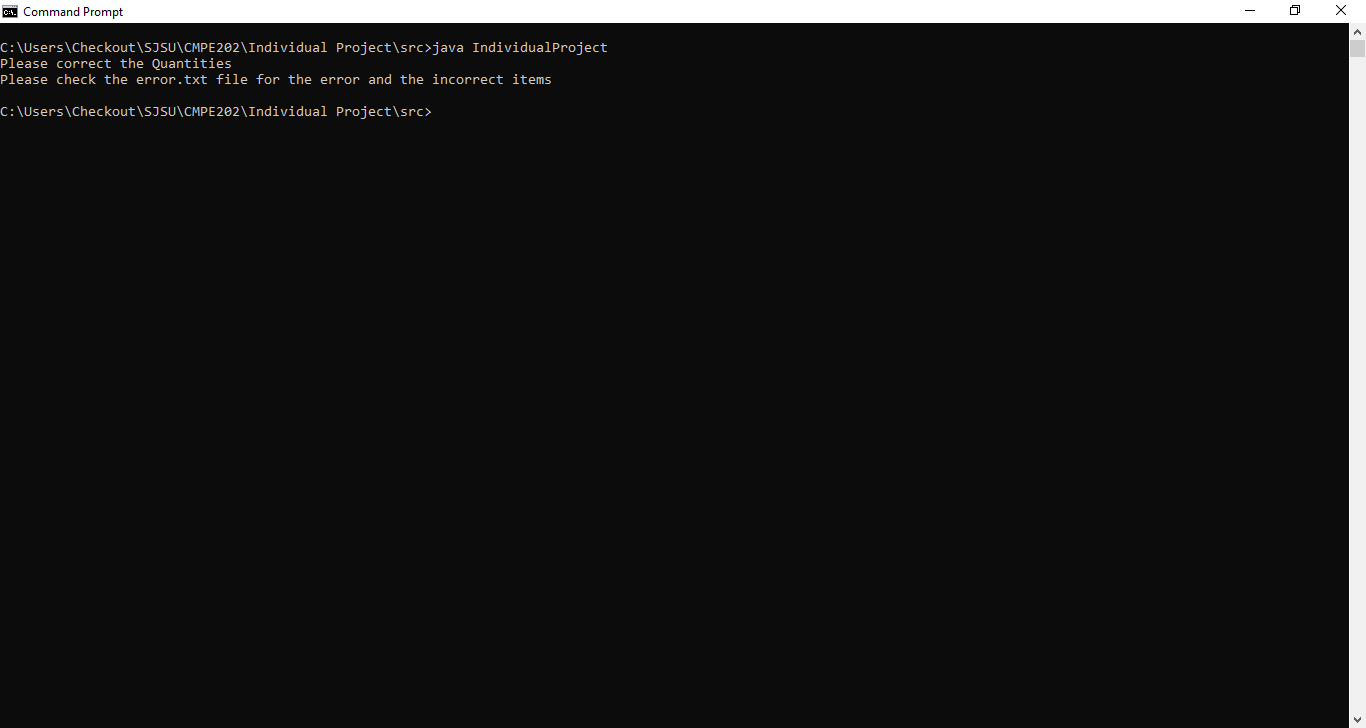 Command Prompt
C:\Users\Checkout\SJSU\CMPE202\Individual Project\src>java IndividualProject
Please correct the Quantities
Please check the error.txt file for the error and the incorrect items
C:\Users\Checkout\SJSU\CMPE202\Individual Project\src>